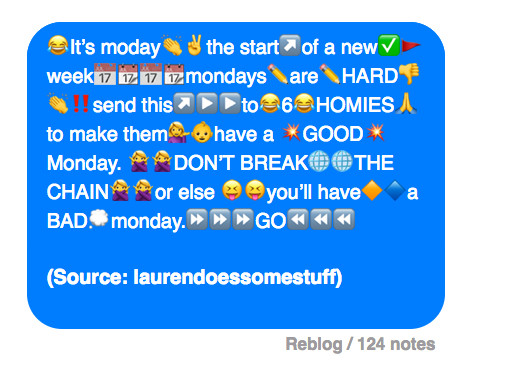 😂It's moday👏✌️the start↗️of a new✅🚩
week📅📆📅📆mondays✏️are✏️HARD👎
👏‼️send this↗️▶️▶️to😂6😂HOMIES🙏
to make them💁👶have a 💥GOOD💥
Monday. 🙅🙅DON'T BREAK🌐🌐THE
CHAIN🙅🙅or else 😝😝you'll have🔶🔷a
BAD.💭monday.⏩⏩⏩GO⏪⏪⏪
(Source: laurendoessomestuff)
Reblog / 124 notes